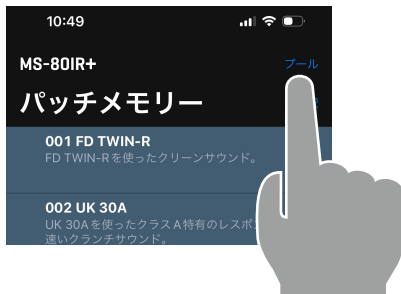 10:49
MS-80IR+
プール
パッチメモリー
001 FD TWIN-R
FD TWIN-Rを使ったクリーンサウンド。
002 UK 30A
UK 30Aを使ったクラスA特有のレスポン
速いクランチサウンド。